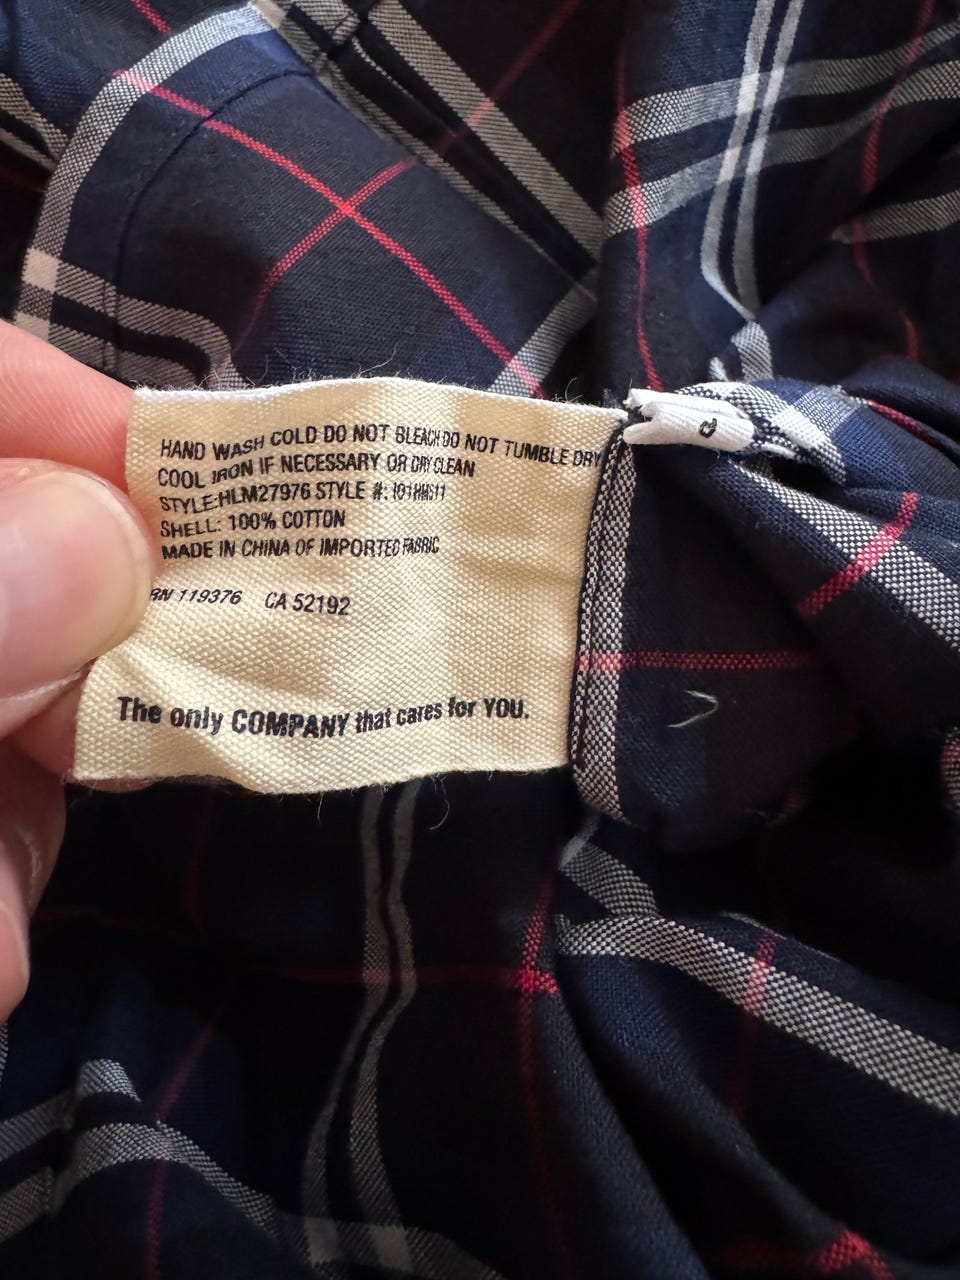 HAND WASH COLD DO NOT BLEACH DO NOT TUMBLE DRY
COOL IRON IF NECESSARY OR DRY CLEAN
STYLE:HLM27976 STYLE #:
SHELL: 100% COTTON
MADE IN CHINA OF IMPORTED FABRIC
RN 119376 CA 52192
The only COMPANY that cares for YOU.